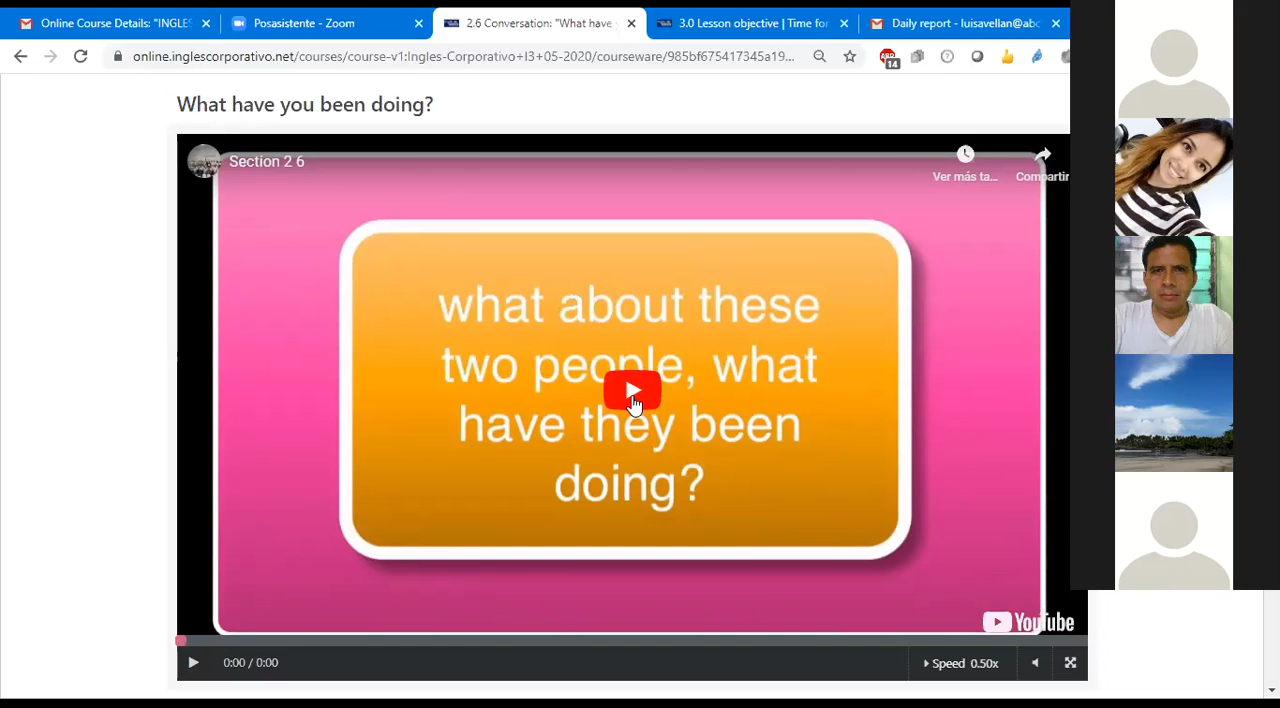 Online Course Details: "INGLES
Posasistente - Zoom
2.6 Conversation: "What have
3.0 Lesson objective | Time for
Daily report - luisavellan@abc
online.inglescorporativo.net/courses/course-v1:Ingles-Corporativo+I3+05-2020/courseware/985bf675417345a19...
14
What have you been doing?
Section 2 6
Ver más ta...
Compartir
what about these
two people, what
have they been
doing?
YouTube
0:00 / 0:00
Speed 0.50x